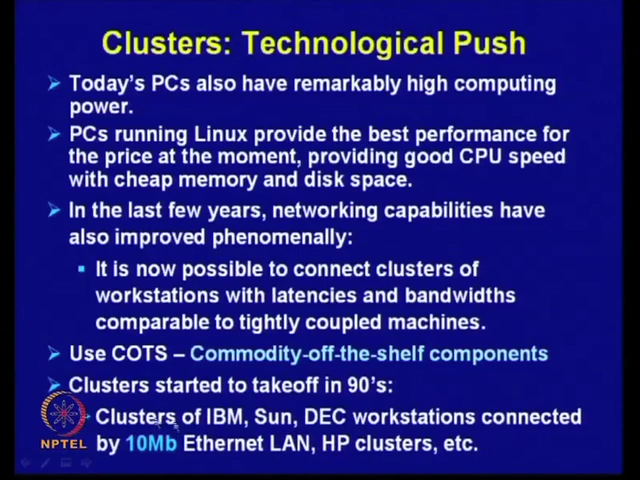 Clusters: Technological Push
Today's PCs also have remarkably high computing
power.
PCs running Linux provide the best performance for
the price at the moment, providing good CPU speed
with cheap memory and disk space.
In the last few years, networking capabilities have
also improved phenomenally:
It is now possible to connect clusters of
workstations with latencies and bandwidths
comparable to tightly coupled machines.
Use COTS – Commodity-off-the-shelf components
Clusters started to takeoff in 90's:
Clusters of IBM, Sun, DEC workstations connected
by 10Mb Ethernet LAN, HP clusters, etc.
NPTEL